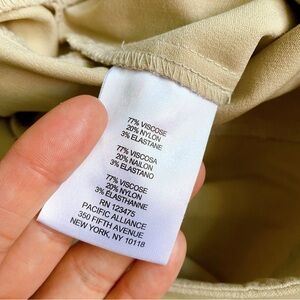 77% VISCOSE
20% NYLON
3% ELASTANE
77% VISCOSA
20% NAILON
3% ELASTANO
77% VISCOSE
20% NYLON
3% ELASTHANNE
RN 123475
PACIFIC ALLIANCE
350 FIFTH AVENUE
NEW YORK, NY 10118